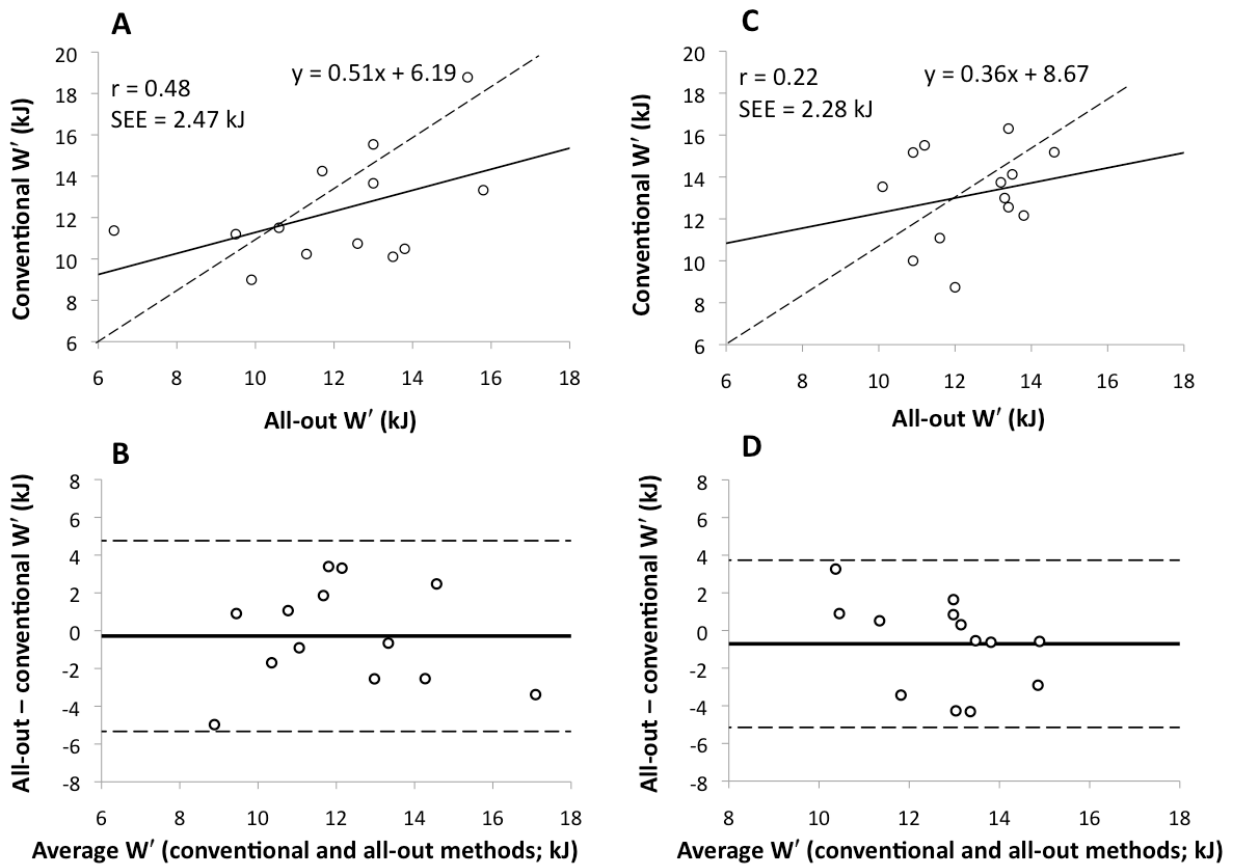 A
r = 0.48
SEE = 2.47 kJ
y = 0.51x + 6.19
Conventional W′ (kJ)
20
18
16
14
12
10
8
6
6 8 10 12 14 16 18
All-out W′ (kJ)
C
r = 0.22
SEE = 2.28 kJ
y = 0.36x + 8.67
Conventional W′ (kJ)
20
18
16
14
12
10
8
6
6 8 10 12 14 16 18
All-out W′ (kJ)
B
All-out – conventional W′ (kJ)
8
6
4
2
0
-2
-4
-6
-8
6 8 10 12 14 16 18
Average W′ (conventional and all-out methods; kJ)
D
All-out – conventional W′ (kJ)
8
6
4
2
0
-2
-4
-6
-8
8 10 12 14 16 18
Average W′ (conventional and all-out methods; kJ)